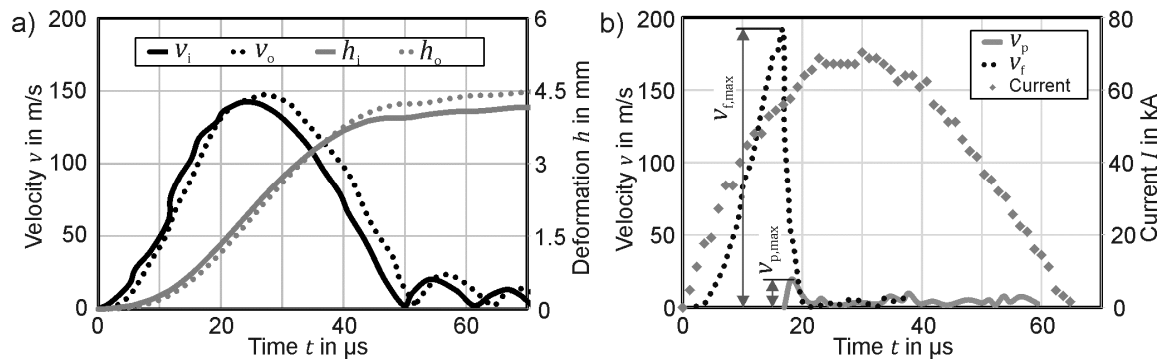 a)
200
150
100
50
0
Velocity v in m/s
v_i v_o h_i h_o
6
4.5
3
1.5
0
Deformation h in mm
0 20 40 60
Time t in µs
b)
200
150
100
50
0
Velocity v in m/s
v_f,max
v_p,max
v_p
v_f
Current
80
60
40
20
0
Current I in kA
0 20 40 60
Time t in µs